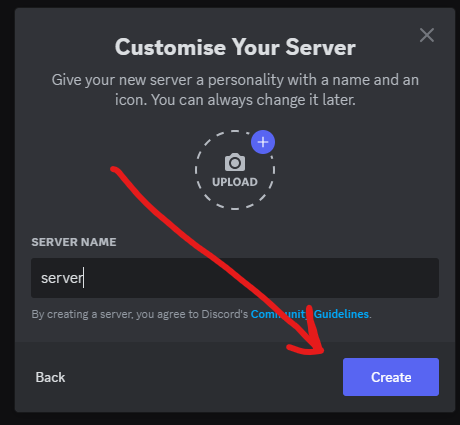 Customise Your Server
Give your new server a personality with a name and an
icon. You can always change it later.
UPLOAD
SERVER NAME
server
By creating a server, you agree to Discord's Community Guidelines.
Back
Create